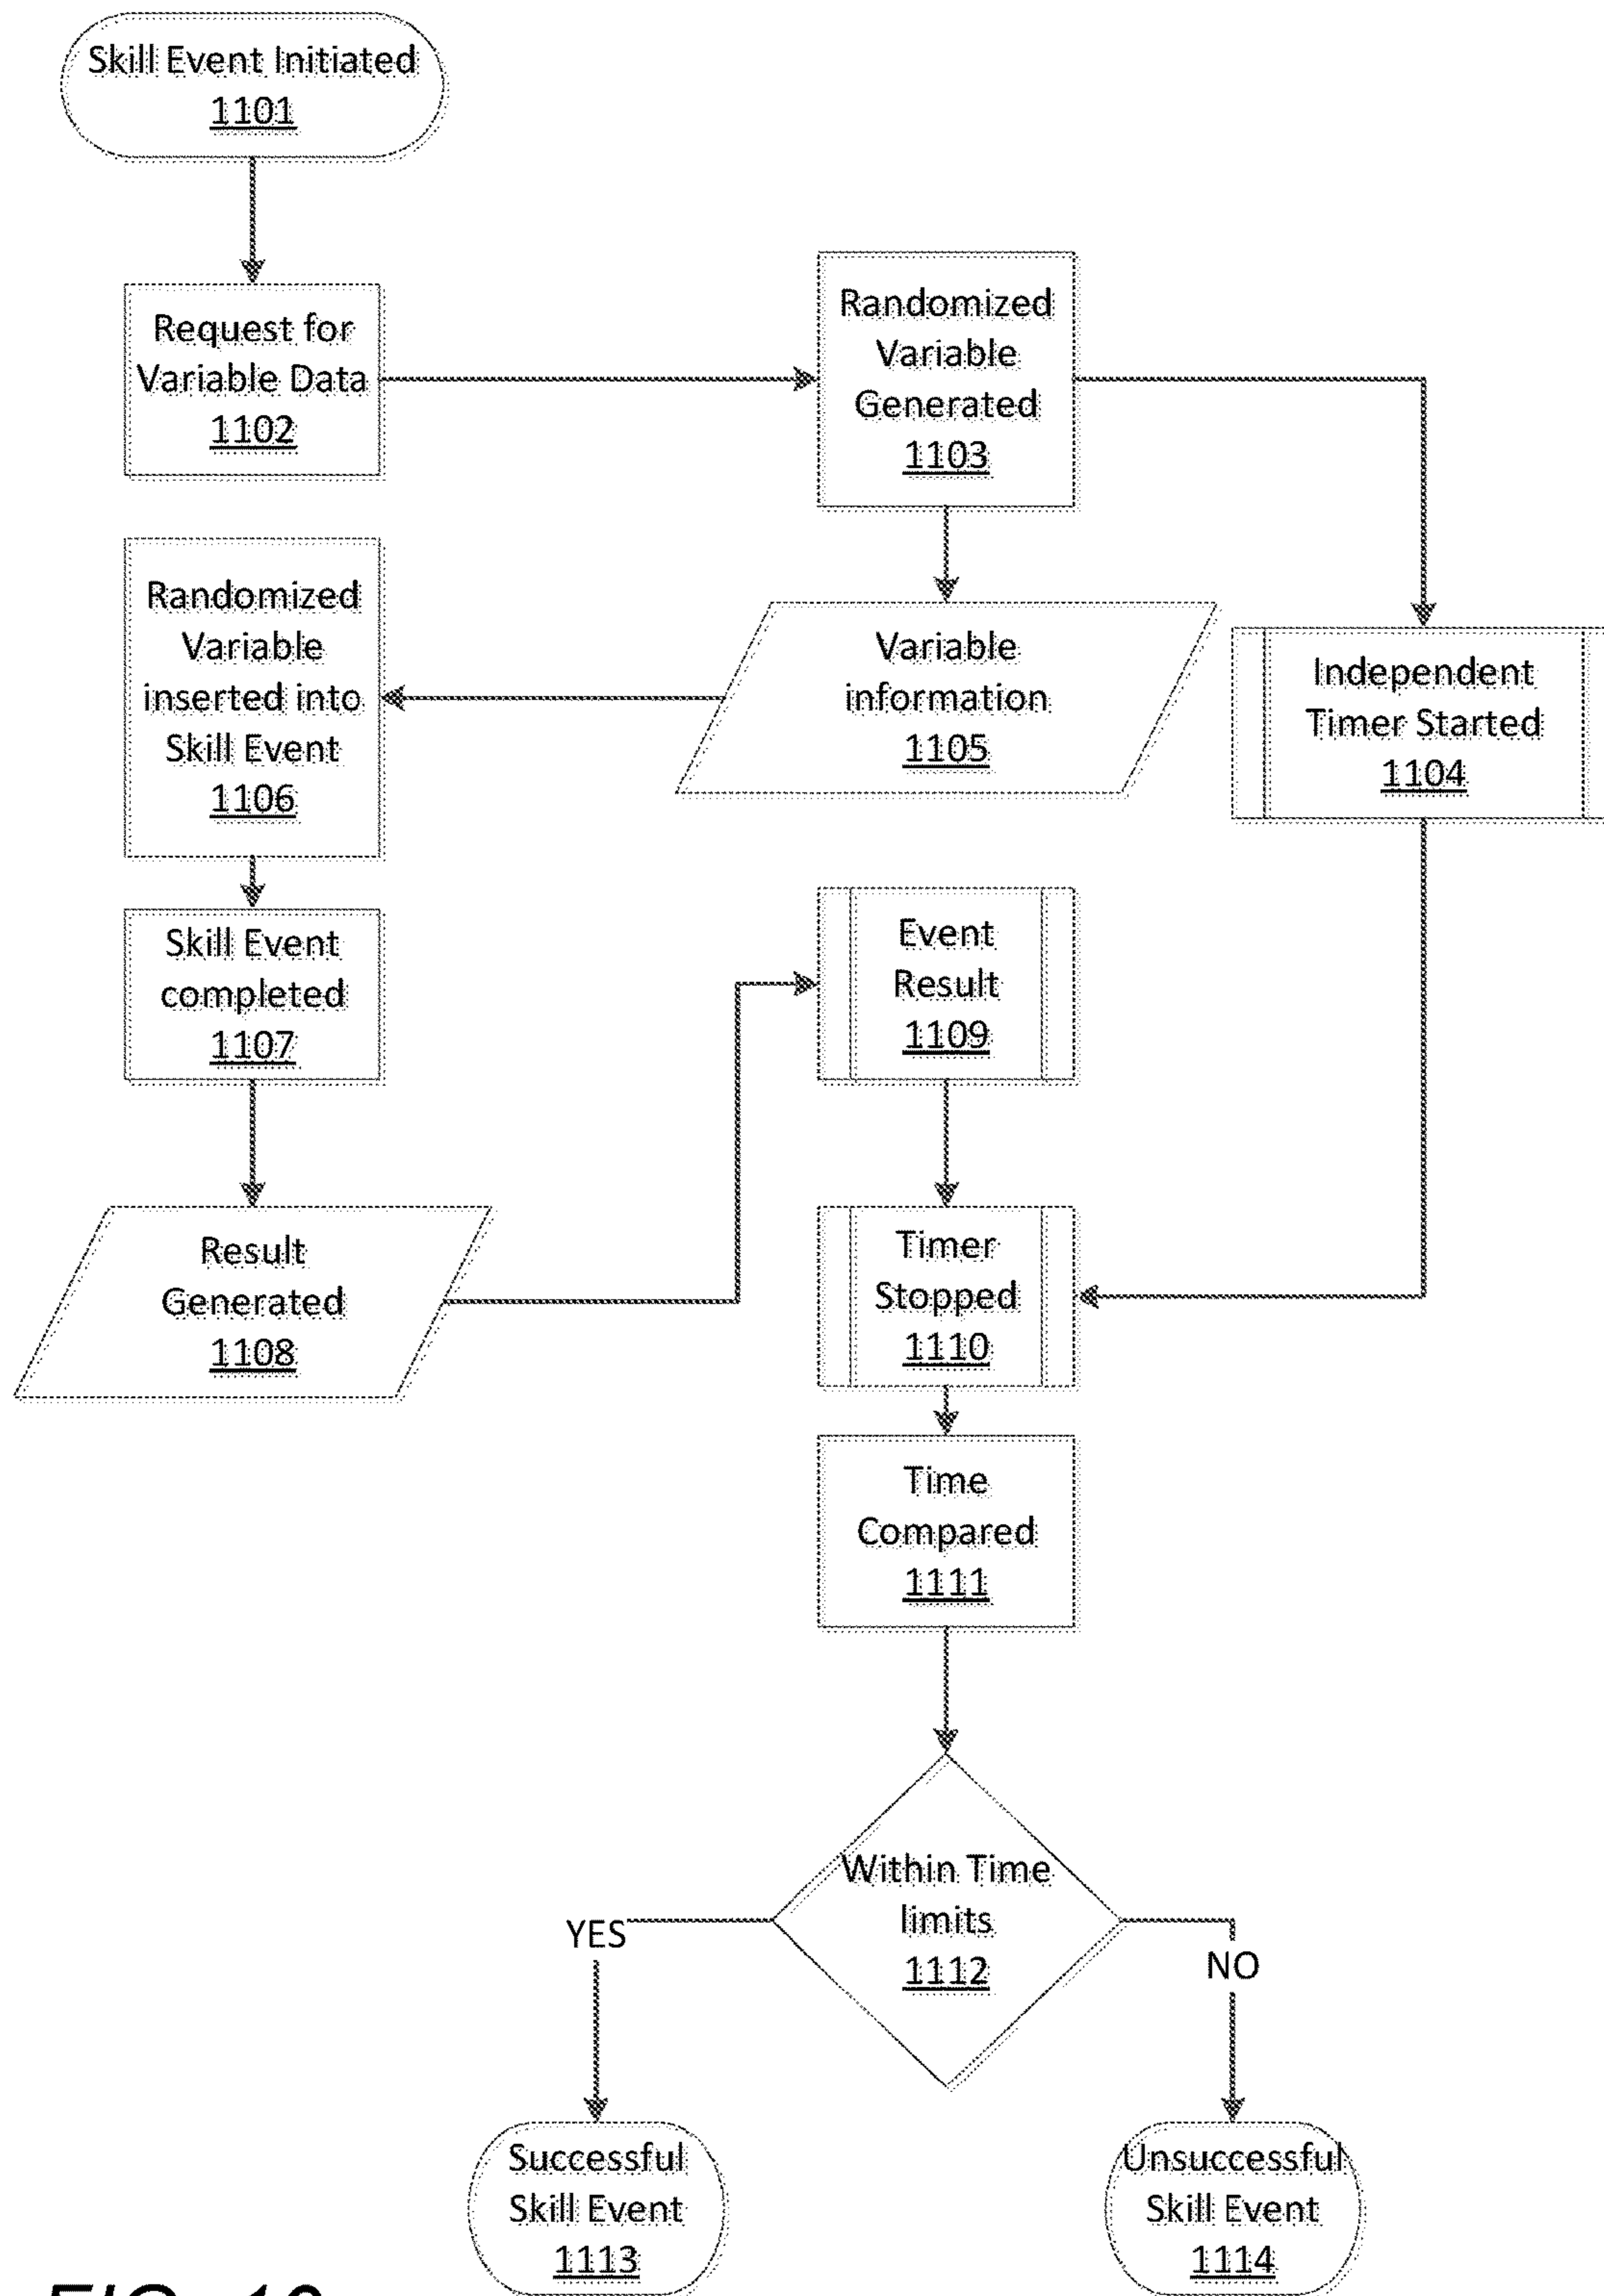 Skill Event Initiated
1101
Request for
Variable Data
1102
Randomized
Variable
Generated
1103
Independent
Timer Started
1104
Variable
information
1105
Randomized
Variable
inserted into
Skill Event
1106
Skill Event
completed
1107
Result
Generated
1108
Event
Result
1109
Timer
Stopped
1110
Time
Compared
1111
Within Time
limits
1112
YES
NO
Successful
Skill Event
1113
Unsuccessful
Skill Event
1114